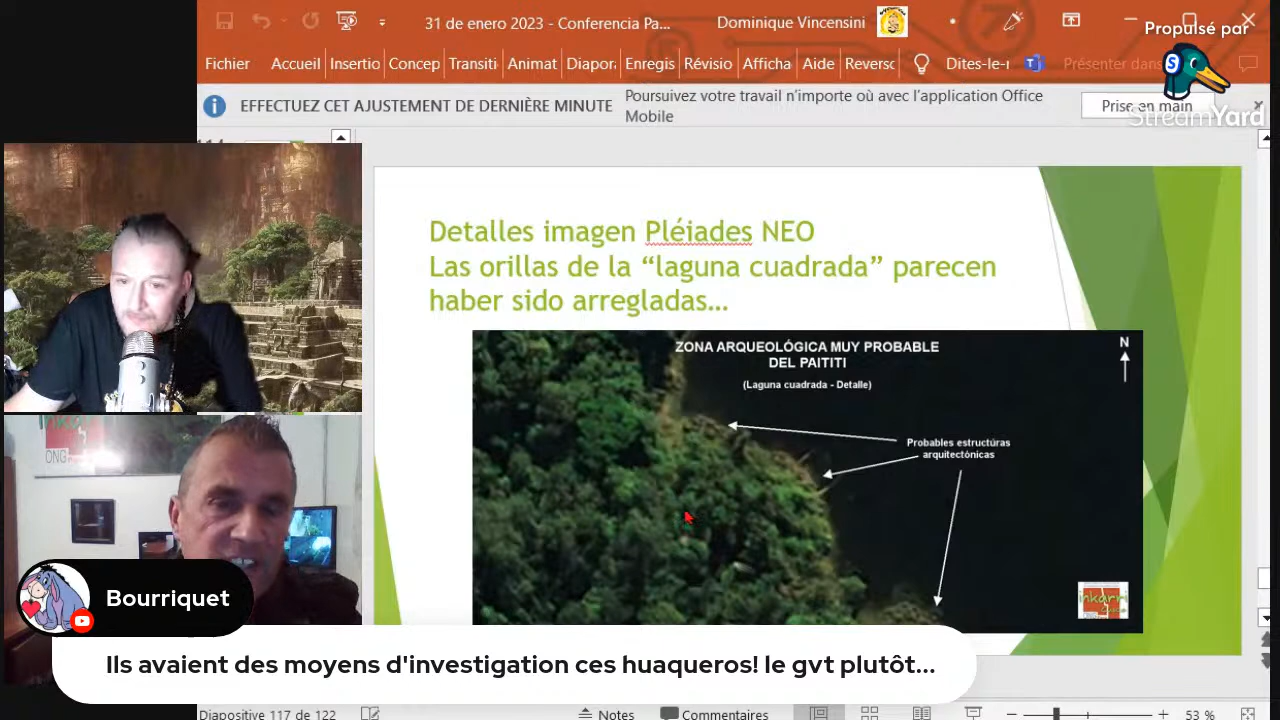 31 de enero 2023 - Conferencia Pa...
Dominique Vincensini
Propulsé par
StreamYard
Fichier
Accueil
Insertio
Concep
Transiti
Animat
Diapora
Enregis
Révisio
Afficha
Aide
Reversc
Dites-le-r
Présenter dans
EFFECTUEZ CET AJUSTEMENT DE DERNIÈRE MINUTE
Poursuivez votre travail n'importe où avec l'application Office
Mobile
Prise en main
Detalles imagen Pléiades NEO
Las orillas de la “laguna cuadrada” parecen
haber sido arregladas…
ZONA ARQUEOLÓGICA MUY PROBABLE
DEL PAITITI
(Laguna cuadrada - Detalle)
N
Probables estructúras
arquitectónicas
ONG
Bourriquet
Ils avaient des moyens d'investigation ces huaqueros! le gvt plutôt...
Diapositive 117 de 122
Notes
Commentaires
53 %